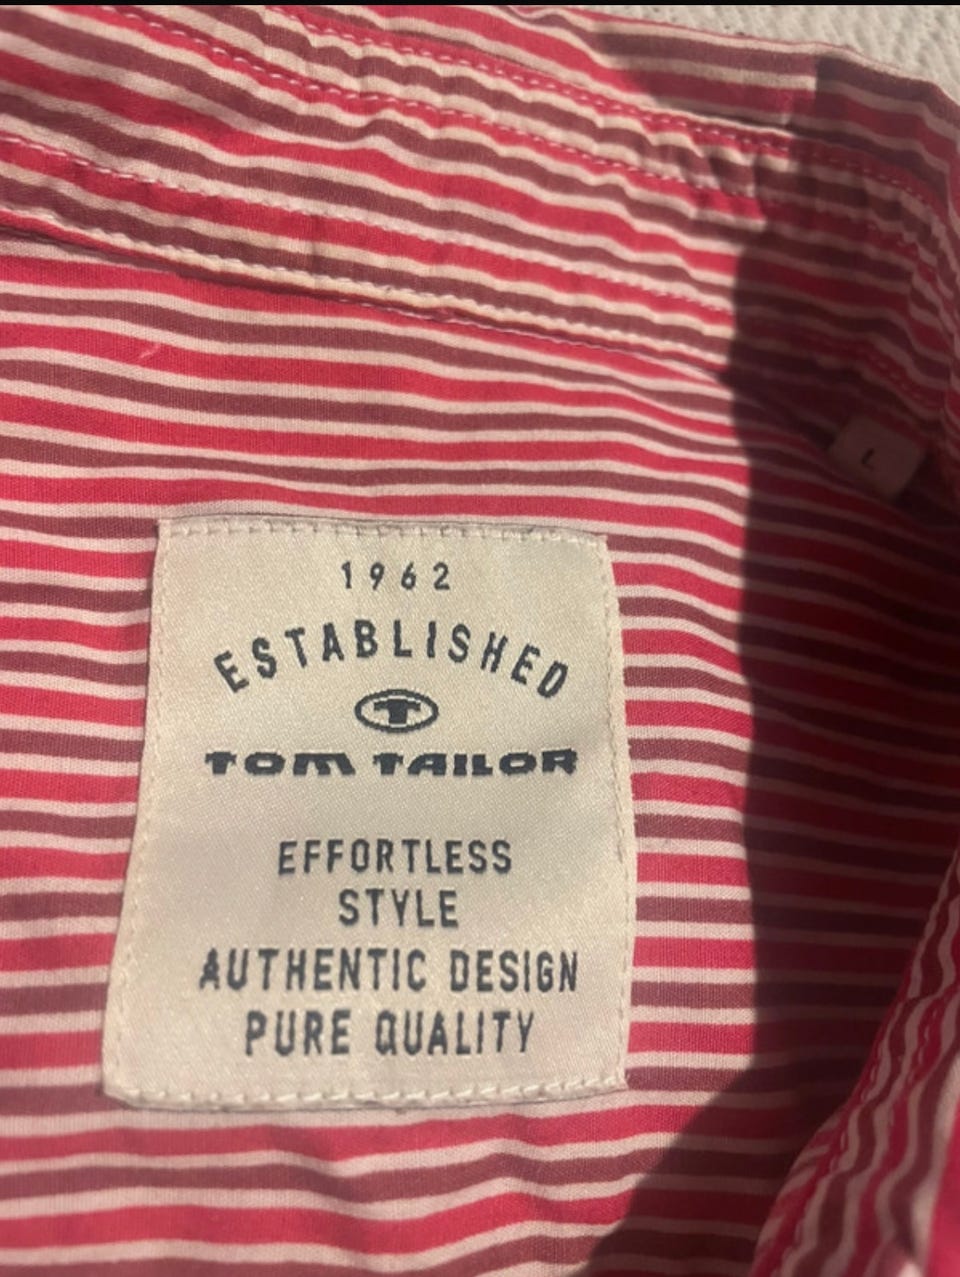 L
1962
ESTABLISHED
T
TOM TAILOR
EFFORTLESS
STYLE
AUTHENTIC DESIGN
PURE QUALITY